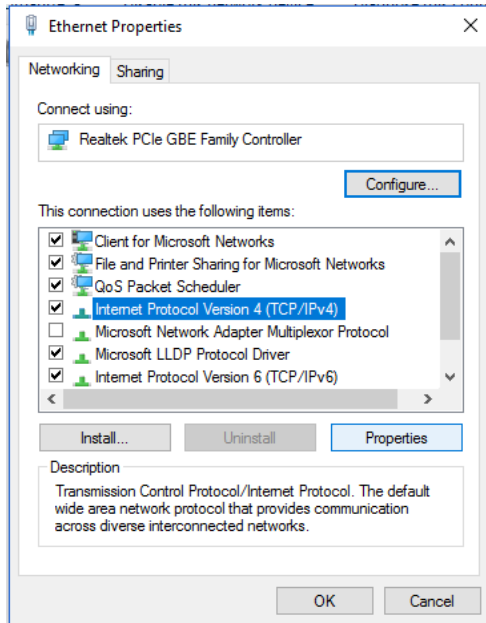 Ethernet Properties
Networking
Sharing
Connect using:
Realtek PCIe GBE Family Controller
Configure...
This connection uses the following items:
Client for Microsoft Networks
File and Printer Sharing for Microsoft Networks
QoS Packet Scheduler
Internet Protocol Version 4 (TCP/IPv4)
Microsoft Network Adapter Multiplexor Protocol
Microsoft LLDP Protocol Driver
Internet Protocol Version 6 (TCP/IPv6)
Install...
Uninstall
Properties
Description
Transmission Control Protocol/Internet Protocol. The default
wide area network protocol that provides communication
across diverse interconnected networks.
OK
Cancel